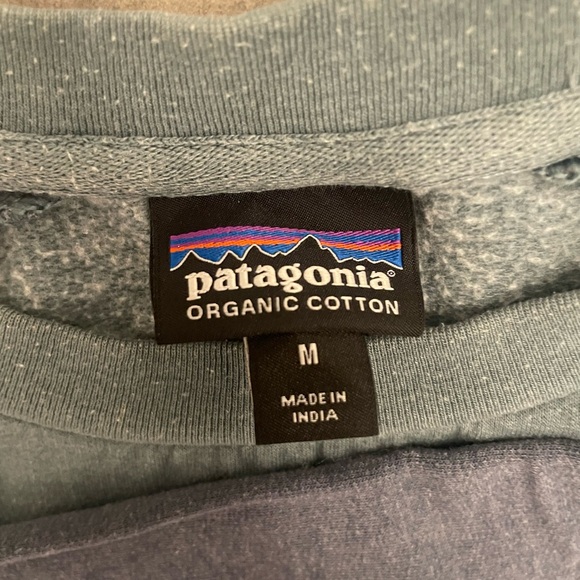 patagonia®
ORGANIC COTTON
M
MADE IN
INDIA